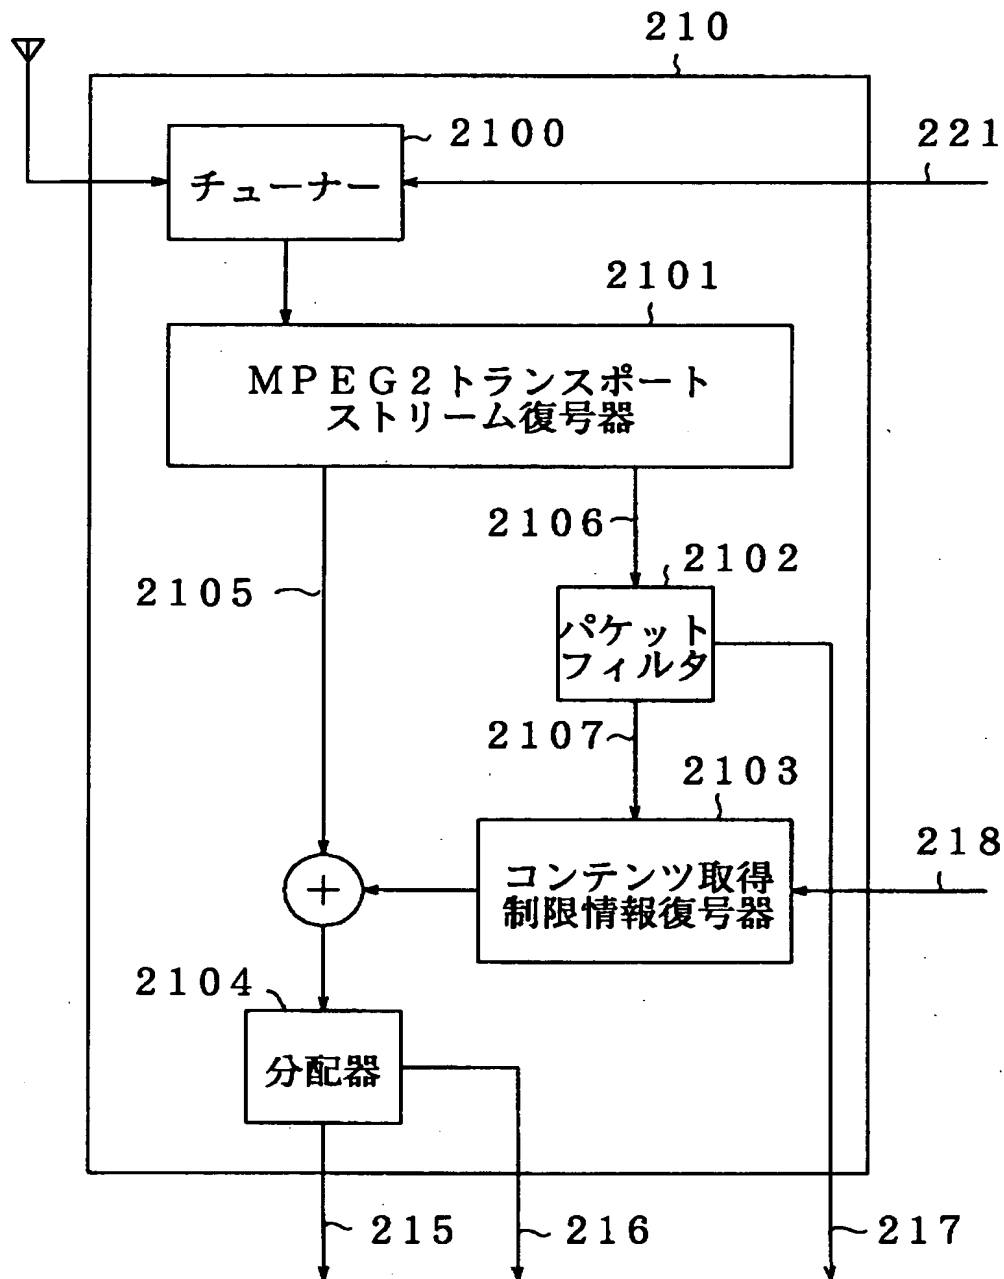 ２１０
２１００
２２１
チューナー
２１０１
ＭＰＥＧ２トランスポート
ストリーム復号器
２１０６
２１０２
２１０５
パケット
フィルタ
２１０７
２１０３
２１８
コンテンツ取得
制限情報復号器
＋
２１０４
分配器
２１５
２１６
２１７